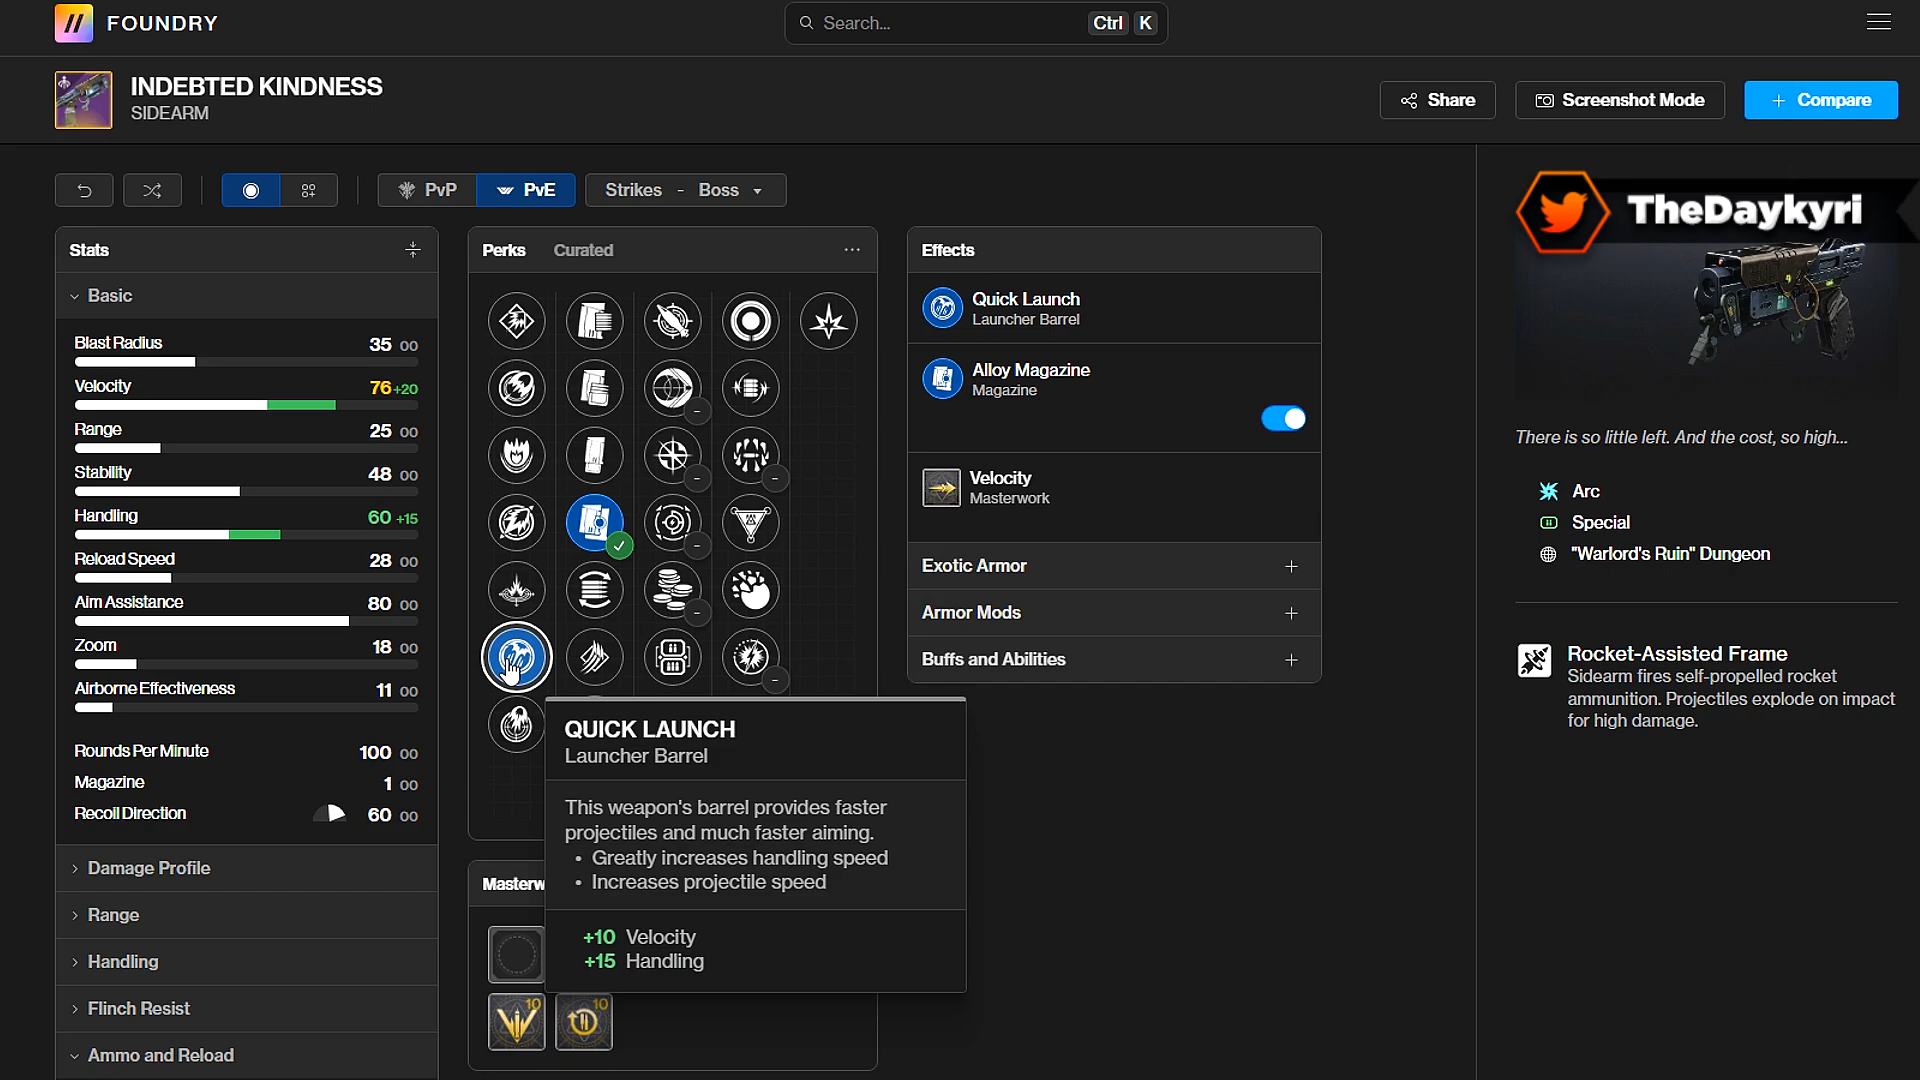 FOUNDRY
Search...
Ctrl K
INDEBTED KINDNESS
SIDEARM
Share
Screenshot Mode
+ Compare
PvP
PvE
Strikes - Boss
TheDaykyri
Stats
Basic
Blast Radius 35 00
Velocity 76 +20
Range 25 00
Stability 48 00
Handling 60 +15
Reload Speed 28 00
Aim Assistance 80 00
Zoom 18 00
Airborne Effectiveness 11 00
Rounds Per Minute 100 00
Magazine 1 00
Recoil Direction 60 00
Damage Profile
Range
Handling
Flinch Resist
Ammo and Reload
Perks Curated
QUICK LAUNCH
Launcher Barrel
This weapon's barrel provides faster
projectiles and much faster aiming.
• Greatly increases handling speed
• Increases projectile speed
+10 Velocity
+15 Handling
Masterw
10
10
Effects
Quick Launch
Launcher Barrel
Alloy Magazine
Magazine
Velocity
Masterwork
Exotic Armor +
Armor Mods +
Buffs and Abilities +
There is so little left. And the cost, so high...
Arc
Special
"Warlord's Ruin" Dungeon
Rocket-Assisted Frame
Sidearm fires self-propelled rocket
ammunition. Projectiles explode on impact
for high damage.